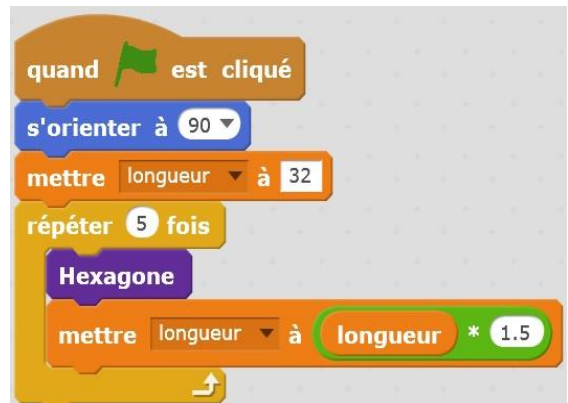 quand est cliqué
s'orienter à 90
mettre longueur à 32
répéter 5 fois
Hexagone
mettre longueur à longueur * 1.5